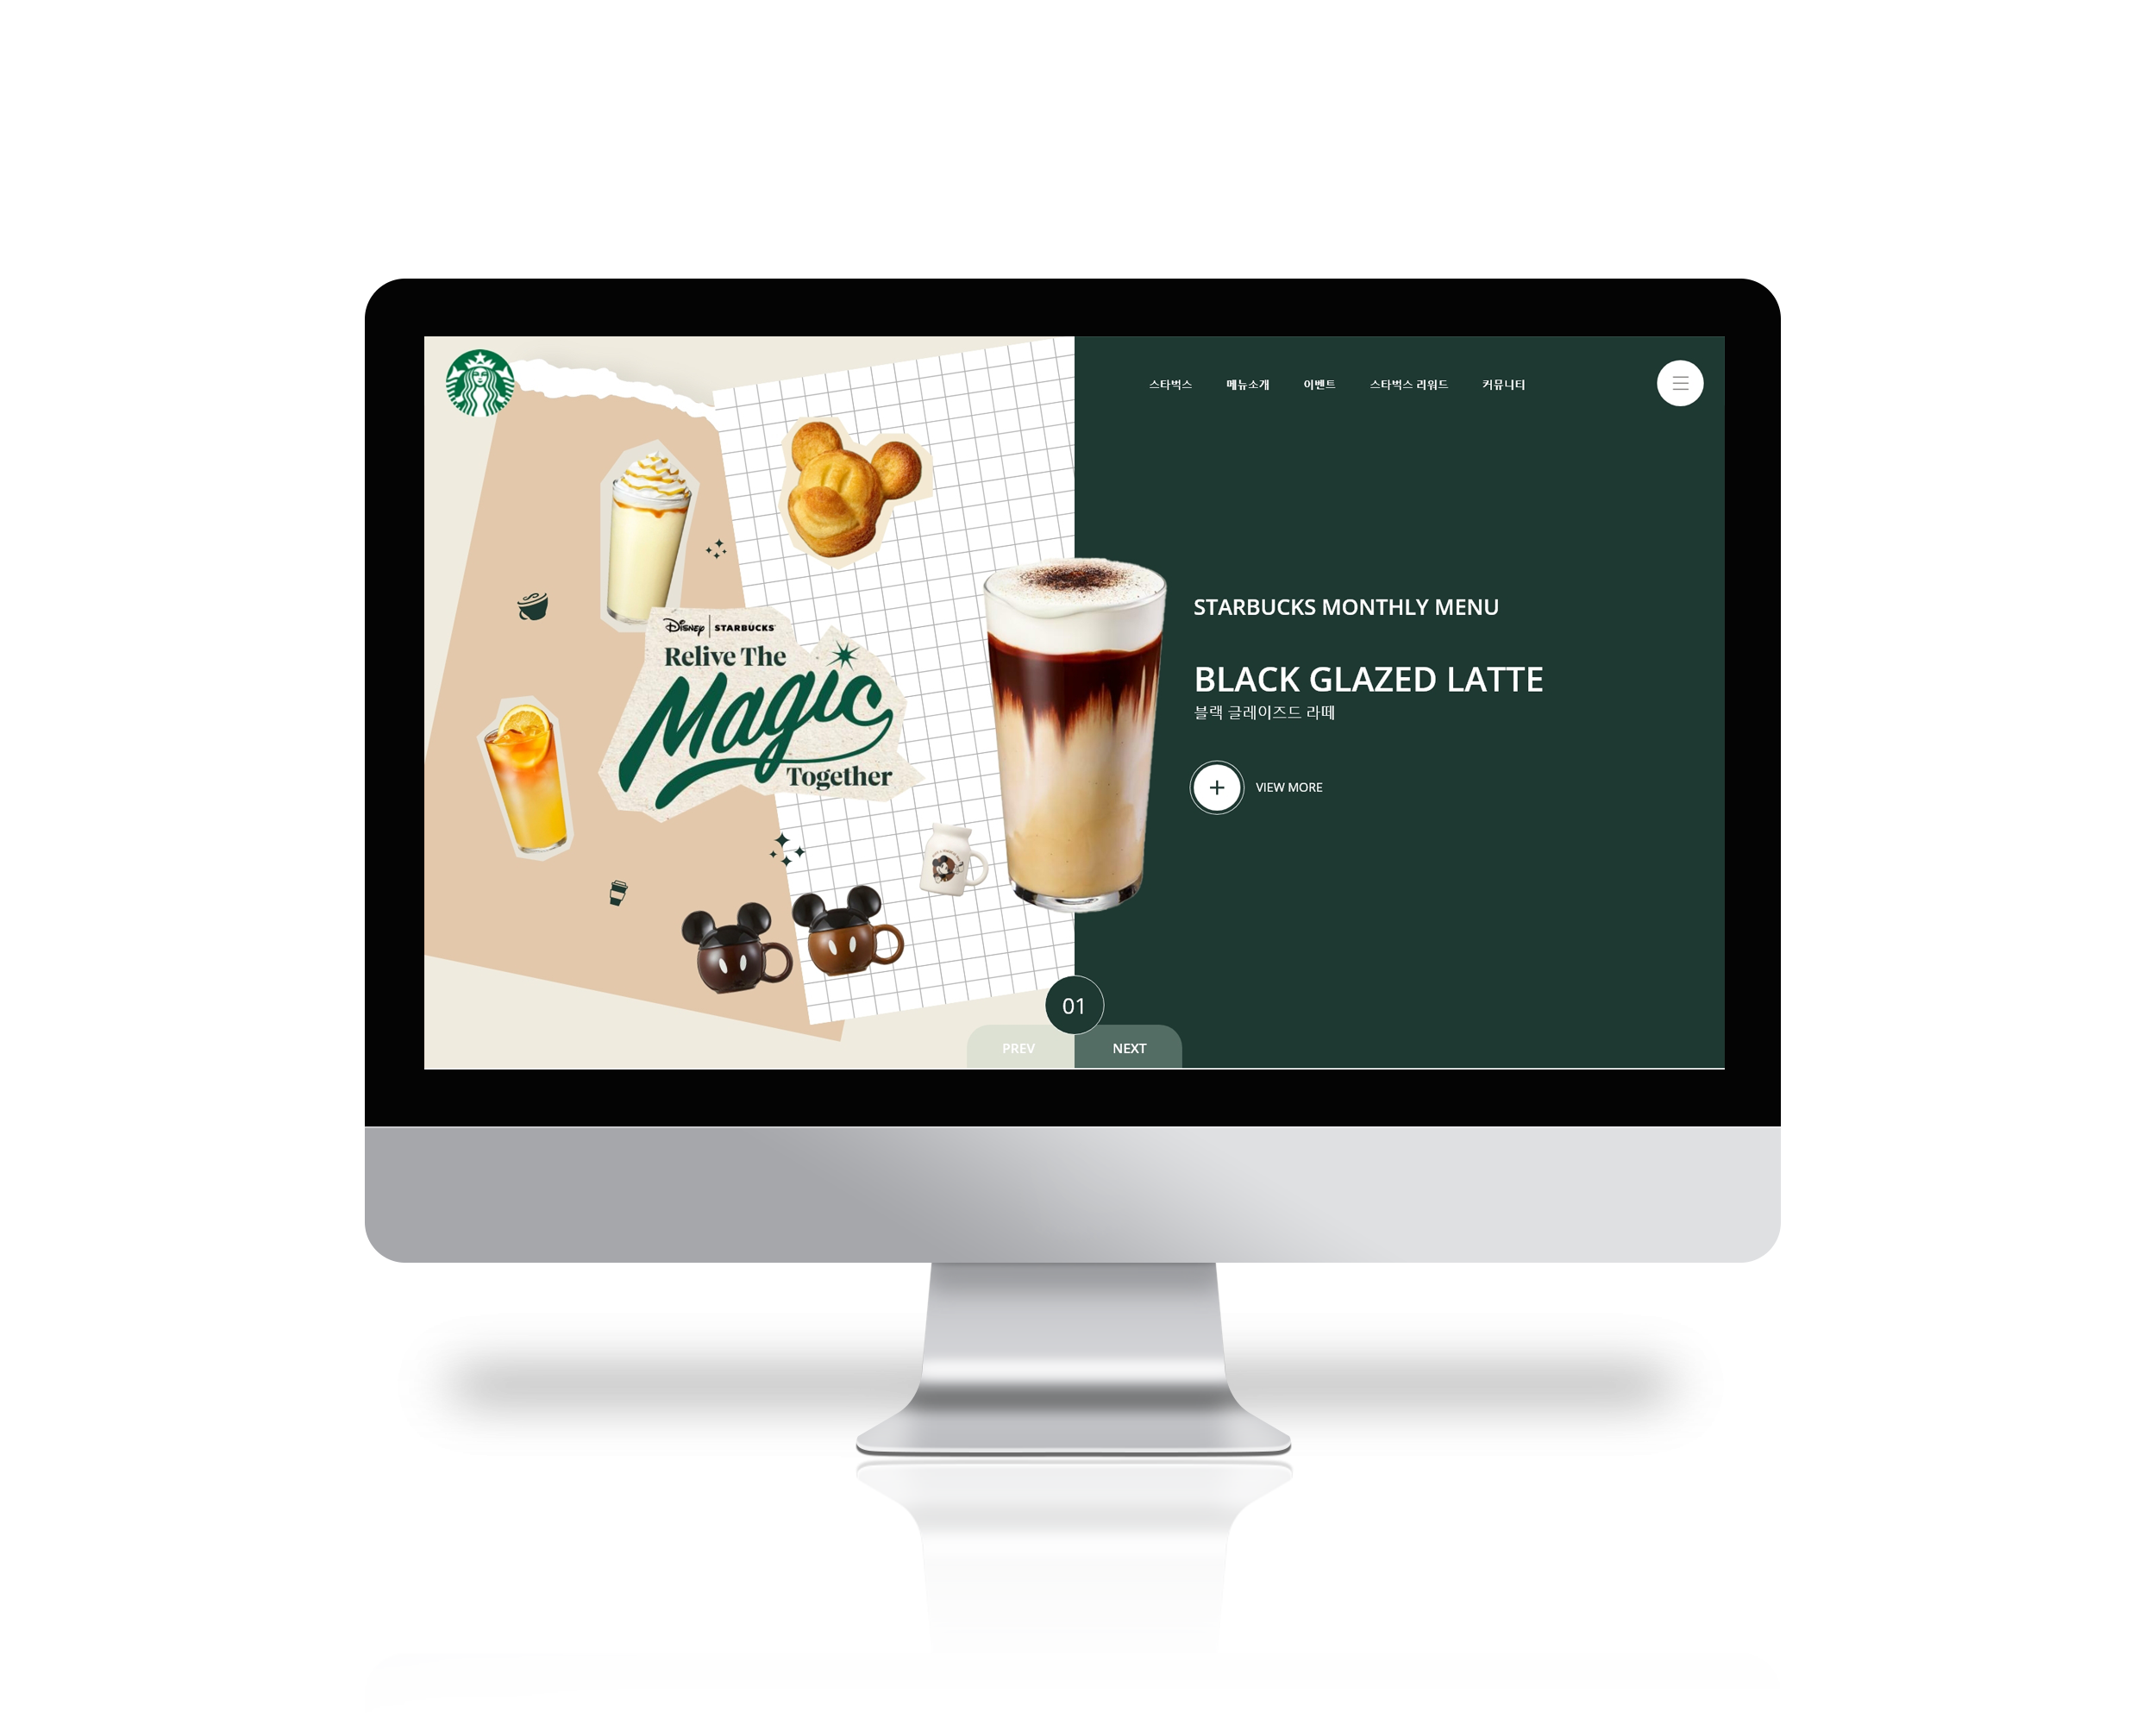 스타벅스 메뉴소개 이벤트 스타벅스 리워드 커뮤니티
Disney | STARBUCKS
Relive The
Magic
Together
STARBUCKS MONTHLY MENU
BLACK GLAZED LATTE
블랙 글레이즈드 라떼
+ VIEW MORE
01
PREV NEXT